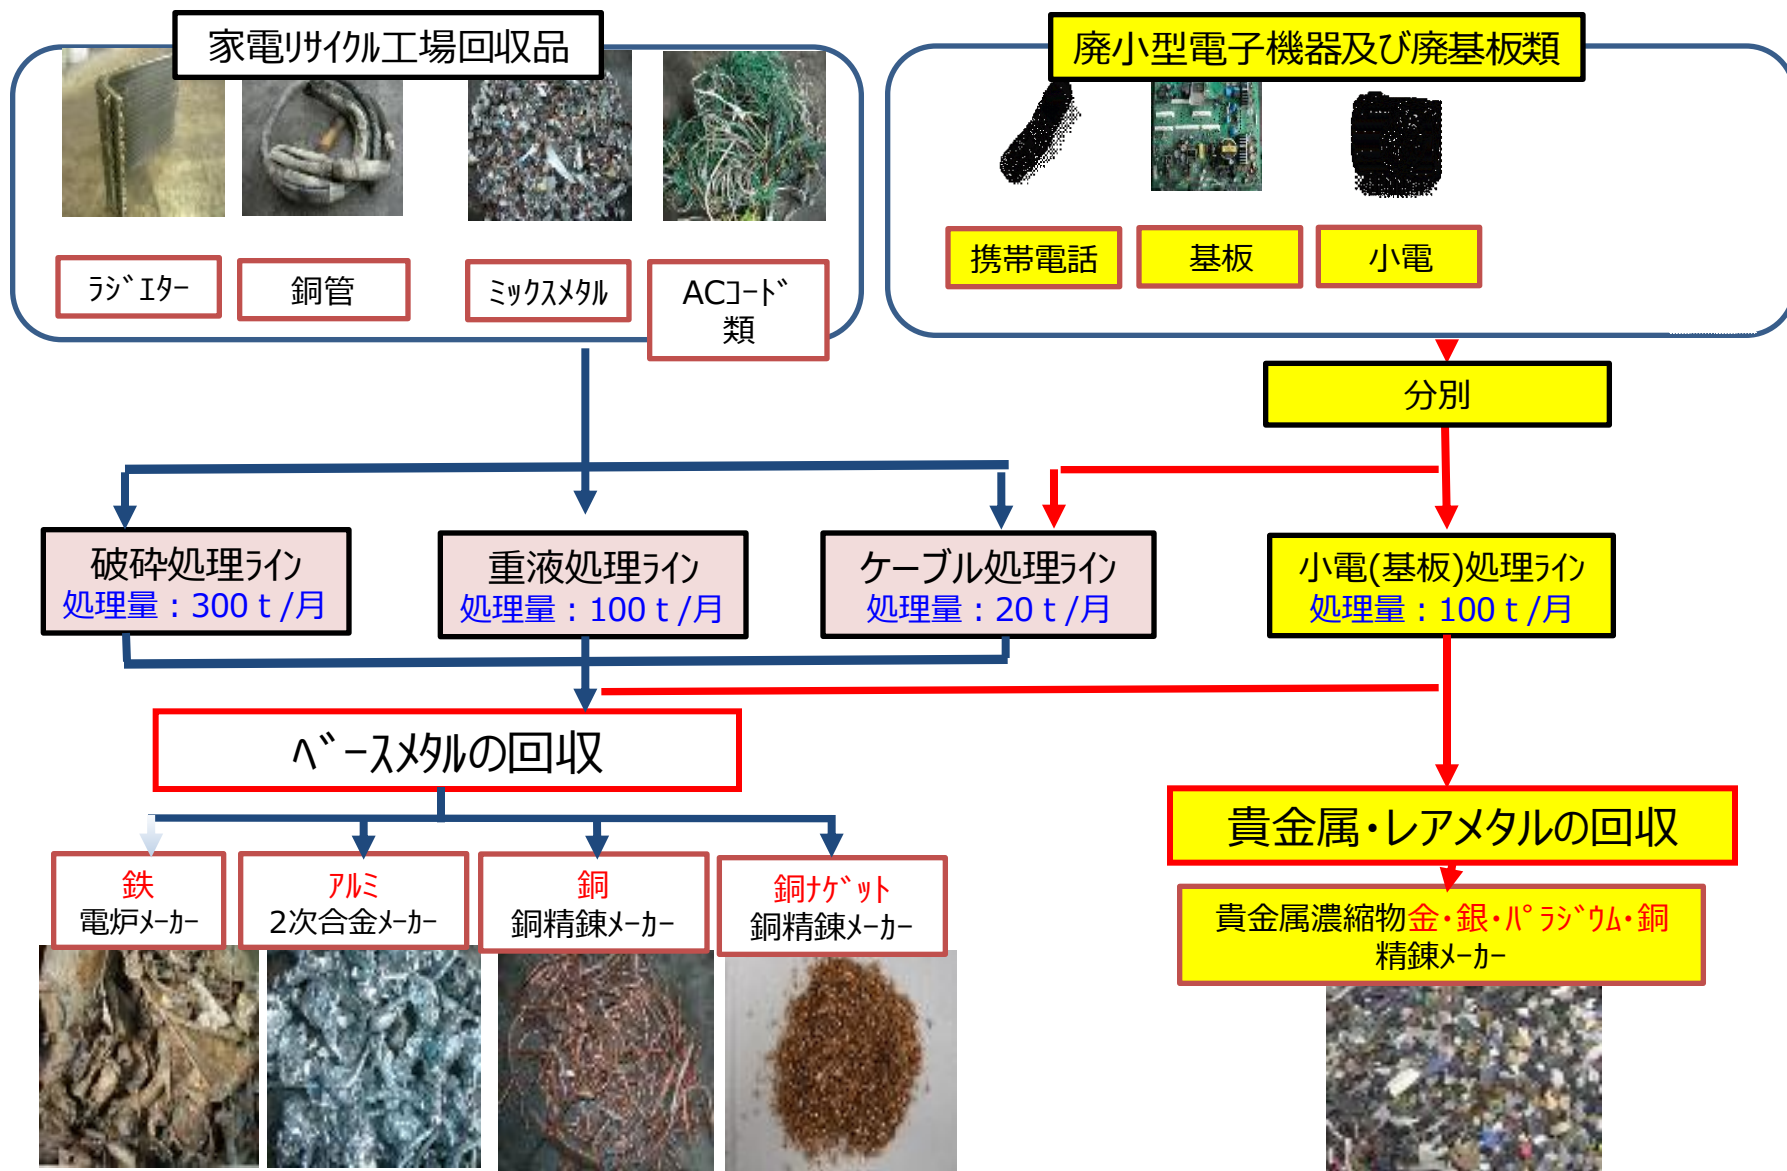 家電ﾘｻｲｸﾙ工場回収品
廃小型電子機器及び廃基板類
ﾗｼﾞｴﾀｰ
銅管
ﾐｯｸｽﾒﾀﾙ
ACｺｰﾄﾞ
類
携帯電話
基板
小電
分別
破砕処理ﾗｲﾝ
処理量：300ｔ/月
重液処理ﾗｲﾝ
処理量：100ｔ/月
ケーブル処理ﾗｲﾝ
処理量：20ｔ/月
小電(基板)処理ﾗｲﾝ
処理量：100ｔ/月
ﾍﾞｰｽﾒﾀﾙの回収
貴金属・レアメタルの回収
鉄
電炉ﾒｰｶｰ
ｱﾙﾐ
2次合金ﾒｰｶｰ
銅
銅精錬ﾒｰｶｰ
銅ﾅｹﾞｯﾄ
銅精錬ﾒｰｶｰ
貴金属濃縮物金・銀・ﾊﾟﾗｼﾞｳﾑ・銅
精錬ﾒｰｶｰ